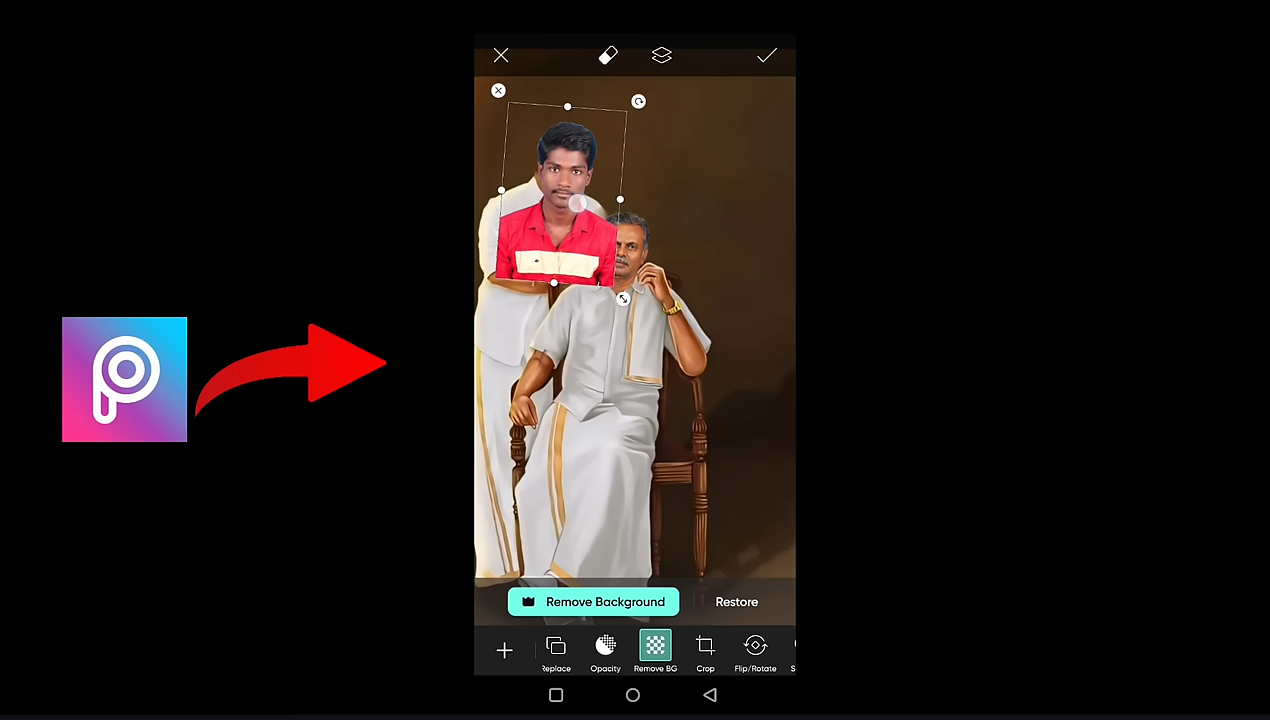 Remove Background
Restore
Replace
Opacity
Remove BG
Crop
Flip/Rotate
S